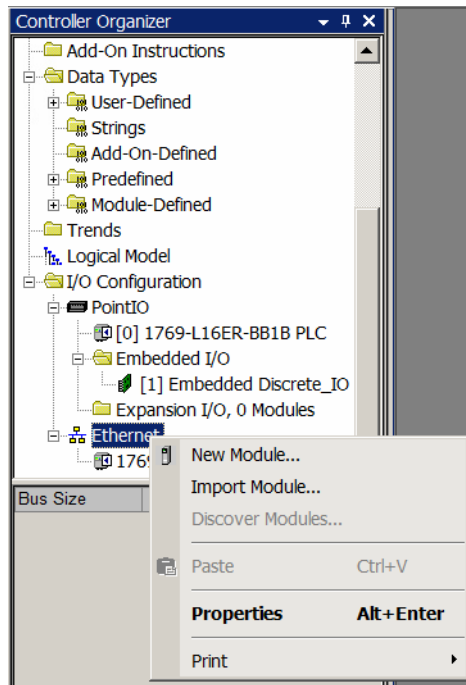 Controller Organizer
Add-On Instructions
Data Types
User-Defined
Strings
Add-On-Defined
Predefined
Module-Defined
Trends
Logical Model
I/O Configuration
PointIO
[0] 1769-L16ER-BB1B PLC
Embedded I/O
[1] Embedded Discrete_IO
Expansion I/O, 0 Modules
Ethernet
176
New Module...
Import Module...
Discover Modules...
Paste Ctrl+V
Properties Alt+Enter
Print
Bus Size